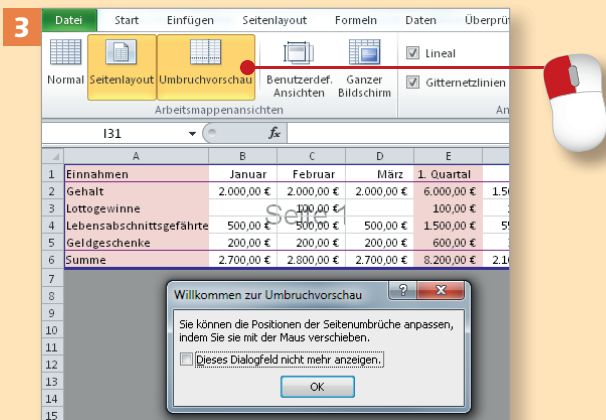 3
Datei Start Einfügen Seitenlayout Formeln Daten
Normal Seitenlayout Umbruchvorschau Benutzerdef. Ansichten Ganzer Bildschirm
Lineal
Gitternetzlinien
Arbeitsmappenansichten
I31 fx
A B C D E
1 Einnahmen Januar Februar März 1. Quartal
2 Gehalt 2.000,00 € 2.000,00 € 2.000,00 € 6.000,00 €
3 Lottogewinne 100,00 € 100,00 €
4 Lebensabschnittsgefährte 500,00 € 500,00 € 500,00 € 1.500,00 €
5 Geldgeschenke 200,00 € 200,00 € 200,00 € 600,00 €
6 Summe 2.700,00 € 2.800,00 € 2.700,00 € 8.200,00 €
Seite 1
7
8
9
10
11
12
13
14
15
Willkommen zur Umbruchvorschau
Sie können die Positionen der Seitenumbrüche anpassen,
indem Sie sie mit der Maus verschieben.
Dieses Dialogfeld nicht mehr anzeigen.
OK